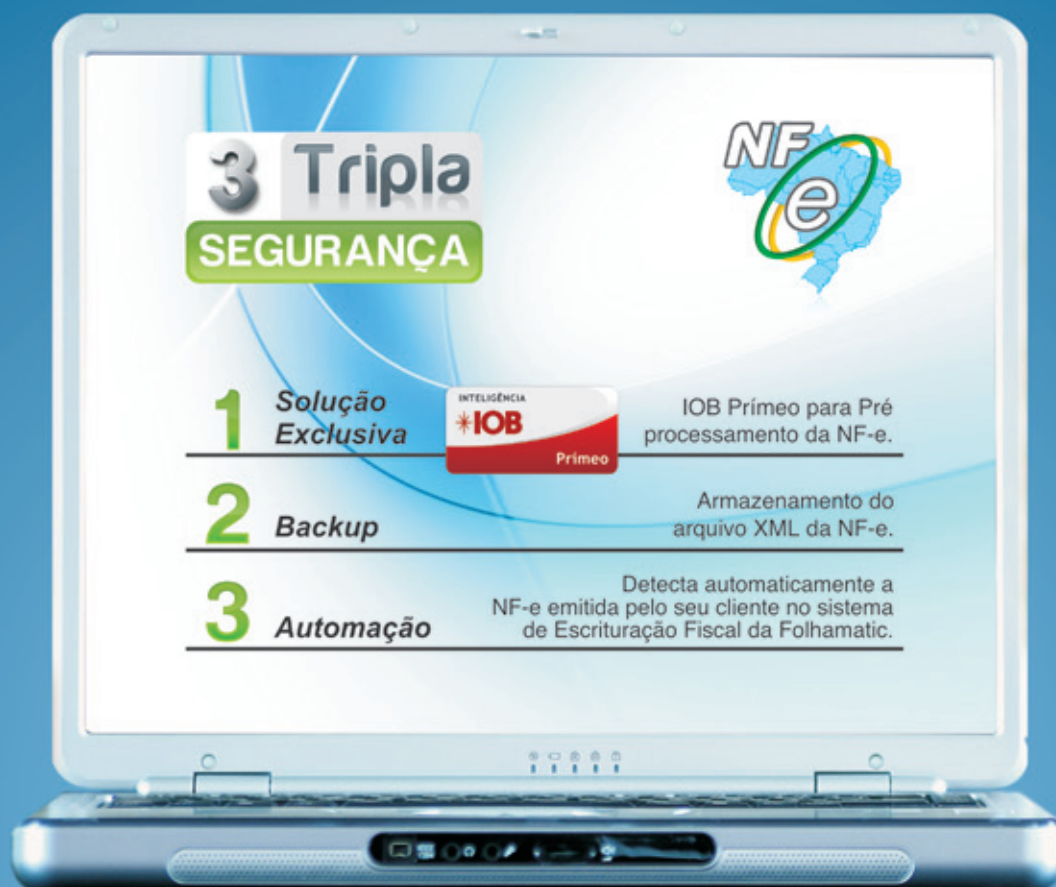 3 Tripla
SEGURANÇA
NF
e
1 Solução
Exclusiva
INTELIGÊNCIA
IOB
Prímeo
IOB Prímeo para Pré
processamento da NF-e.
2 Backup
Armazenamento do
arquivo XML da NF-e.
3 Automação
Detecta automaticamente a
NF-e emitida pelo seu cliente no sistema
de Escrituração Fiscal da Folhamatic.